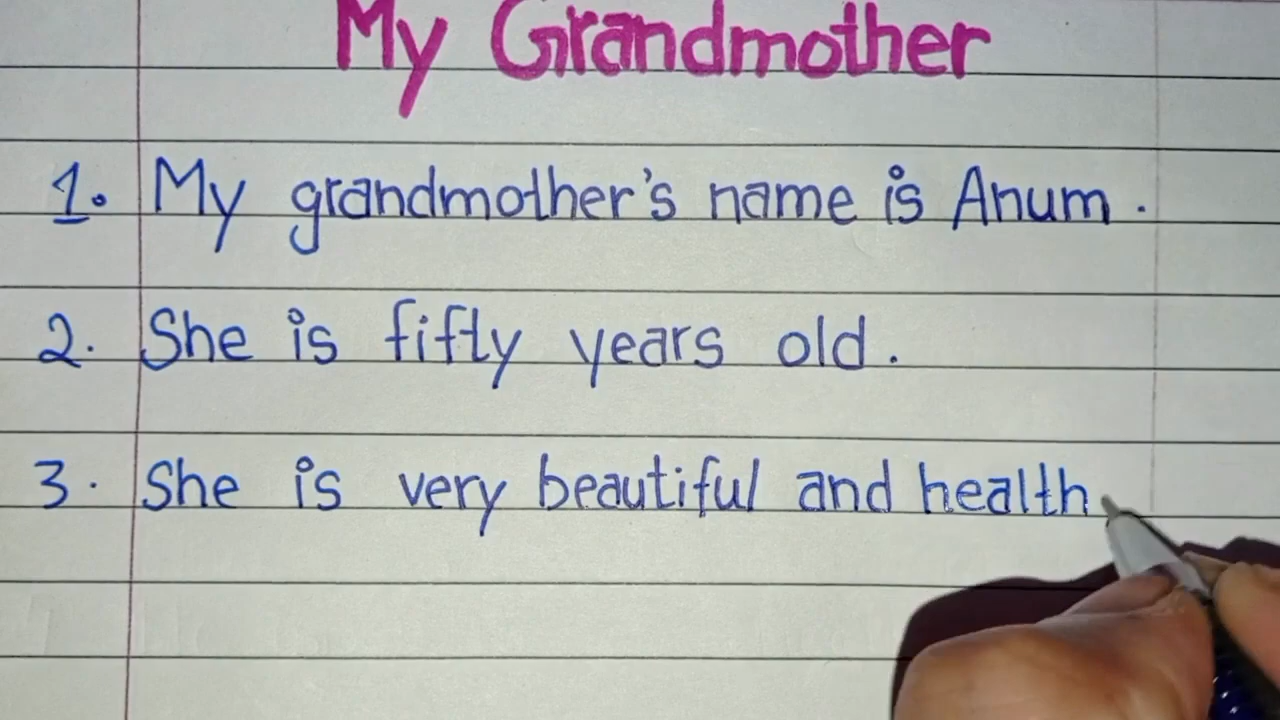 My Grandmother
1. My grandmother's name is Anum.
2. She is fifty years old.
3. She is very beautiful and health